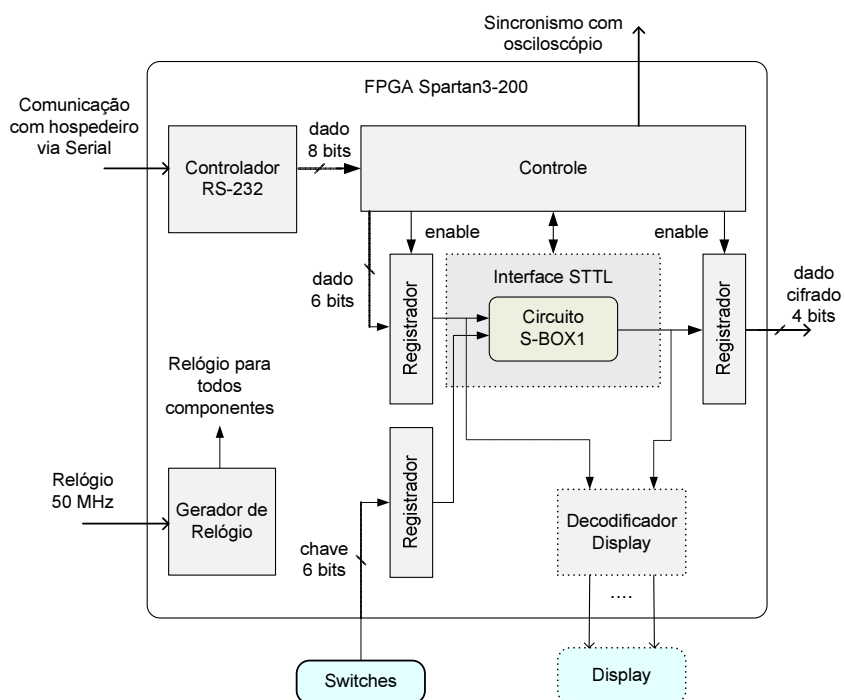 Sincronismo com
osciloscópio
FPGA Spartan3-200
Comunicação
com hospedeiro
via Serial
Controlador
RS-232
dado
8 bits
Controle
enable
enable
dado
6 bits
Registrador
Interface STTL
Circuito
S-BOX1
Registrador
dado
cifrado
4 bits
Relógio para
todos
componentes
Relógio
50 MHz
Gerador de
Relógio
chave
6 bits
Registrador
Decodificador
Display
....
Switches
Display